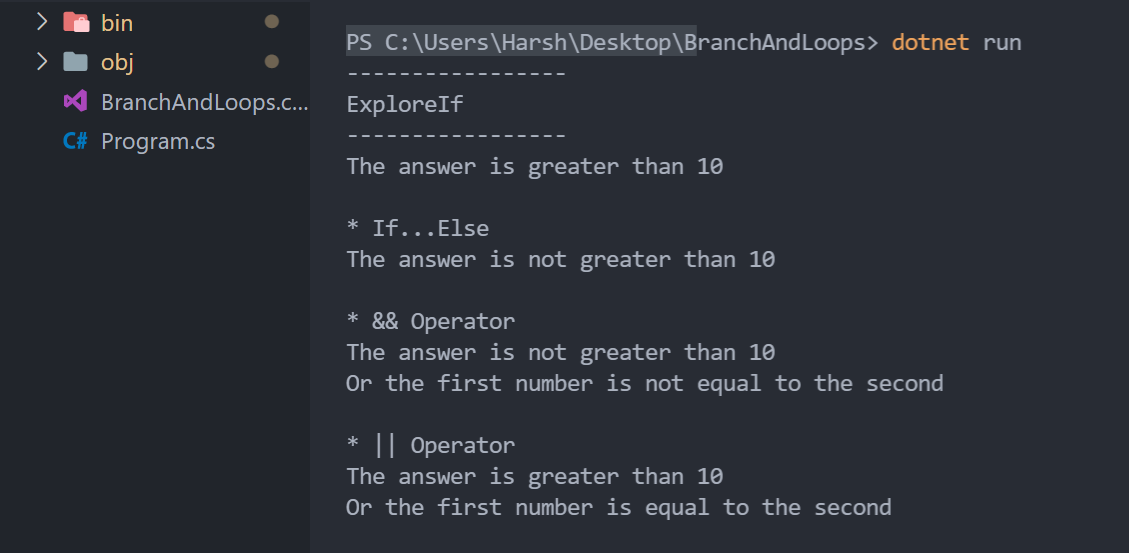 bin
obj
BranchAndLoops.c...
C# Program.cs
PS C:\Users\Harsh\Desktop\BranchAndLoops> dotnet run
-----------------
ExploreIf
-----------------
The answer is greater than 10
* If...Else
The answer is not greater than 10
* && Operator
The answer is not greater than 10
Or the first number is not equal to the second
* || Operator
The answer is greater than 10
Or the first number is equal to the second